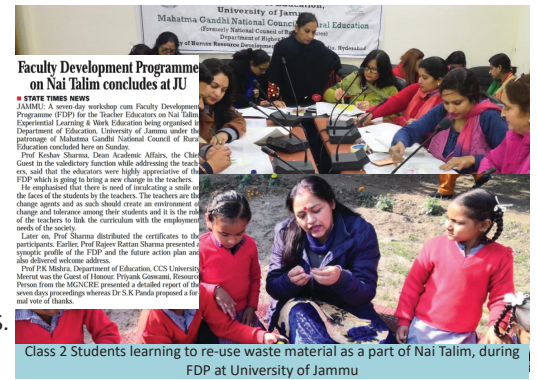 University of Jammu
Mahatma Gandhi National Council of Rural Education
(Formerly National Council of Rural Institutes)
Department of Higher
of Human Resource Development, Hyderabad
Faculty Development Programme
on Nai Talim concludes at JU
■ STATE TIMES NEWS
JAMMU: A seven-day workshop cum Faculty Development
Programme (FDP) for the Teacher Educators on Nai Talim,
Experiential Learning & Work Education being organised in
Department of Education, University of Jammu under the
patronage of Mahatma Gandhi National Council of Rural
Education concluded here on Sunday.
Prof Keshav Sharma, Dean Academic Affairs, the Chief
Guest in the valedictory function while addressing the teach-
ers, said that the educators were highly appreciative of the
FDP which is going to bring a new change in the teachers.
He emphasised that there is need of inculcating a smile on
the faces of the students by the teachers. The teachers are the
change agents and as such should create an environment of
change and tolerance among their students and it is the role
of the teachers to link the curriculum with the employment
needs of the society.
Later on, Prof Sharma distributed the certificates to the
participants. Earlier, Prof Rajeev Rattan Sharma presented a
synoptic profile of the FDP and the future action plan and
also delivered welcome address.
Prof P.K Mishra, Department of Education, CCS University
Meerut was the Guest of Honour. Priyank Goswami, Resource
Person from the MGNCRE presented a detailed report of the
seven days proceedings whereas Dr S.K Panda proposed a for-
mal vote of thanks.
s.
Class 2 Students learning to re-use waste material as a part of Nai Talim, during
FDP at University of Jammu